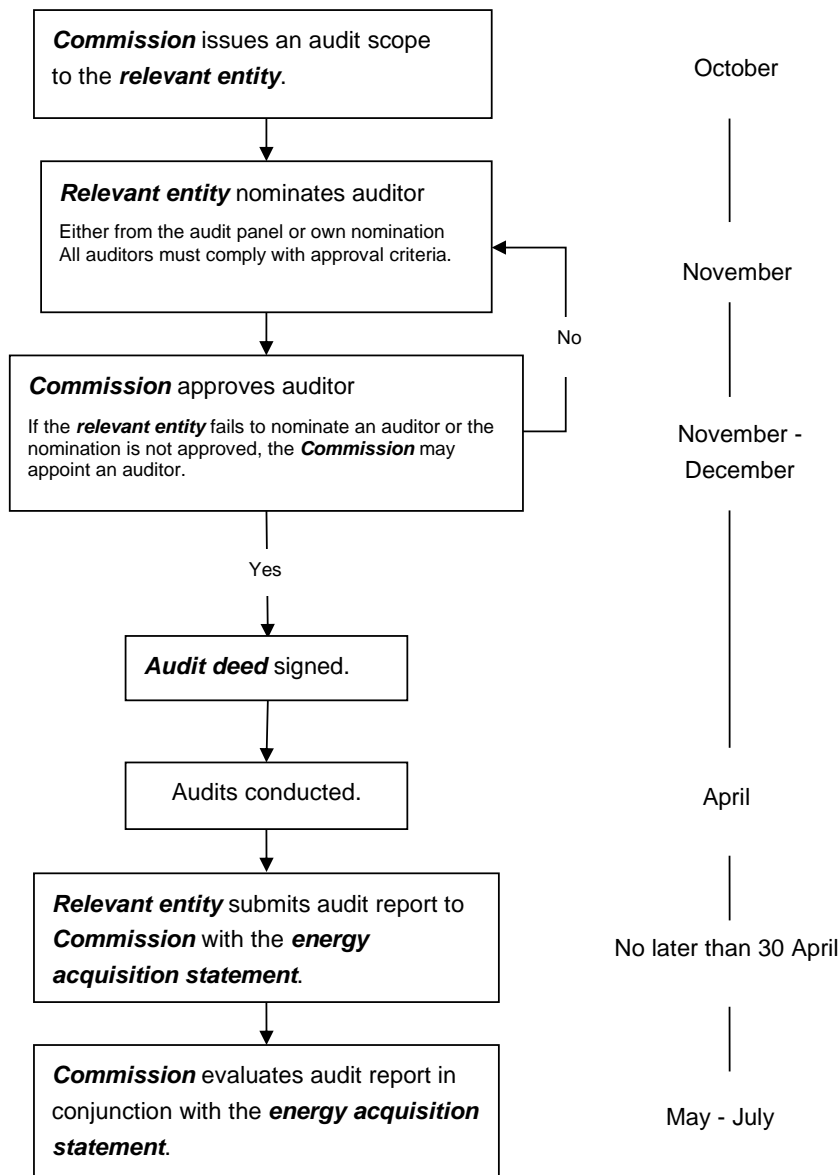 Commission issues an audit scope
to the relevant entity.
October
Relevant entity nominates auditor
Either from the audit panel or own nomination
All auditors must comply with approval criteria.
November
No
Commission approves auditor
If the relevant entity fails to nominate an auditor or the
nomination is not approved, the Commission may
appoint an auditor.
November -
December
Yes
Audit deed signed.
Audits conducted.
April
Relevant entity submits audit report to
Commission with the energy
acquisition statement.
No later than 30 April
Commission evaluates audit report in
conjunction with the energy acquisition
statement.
May - July